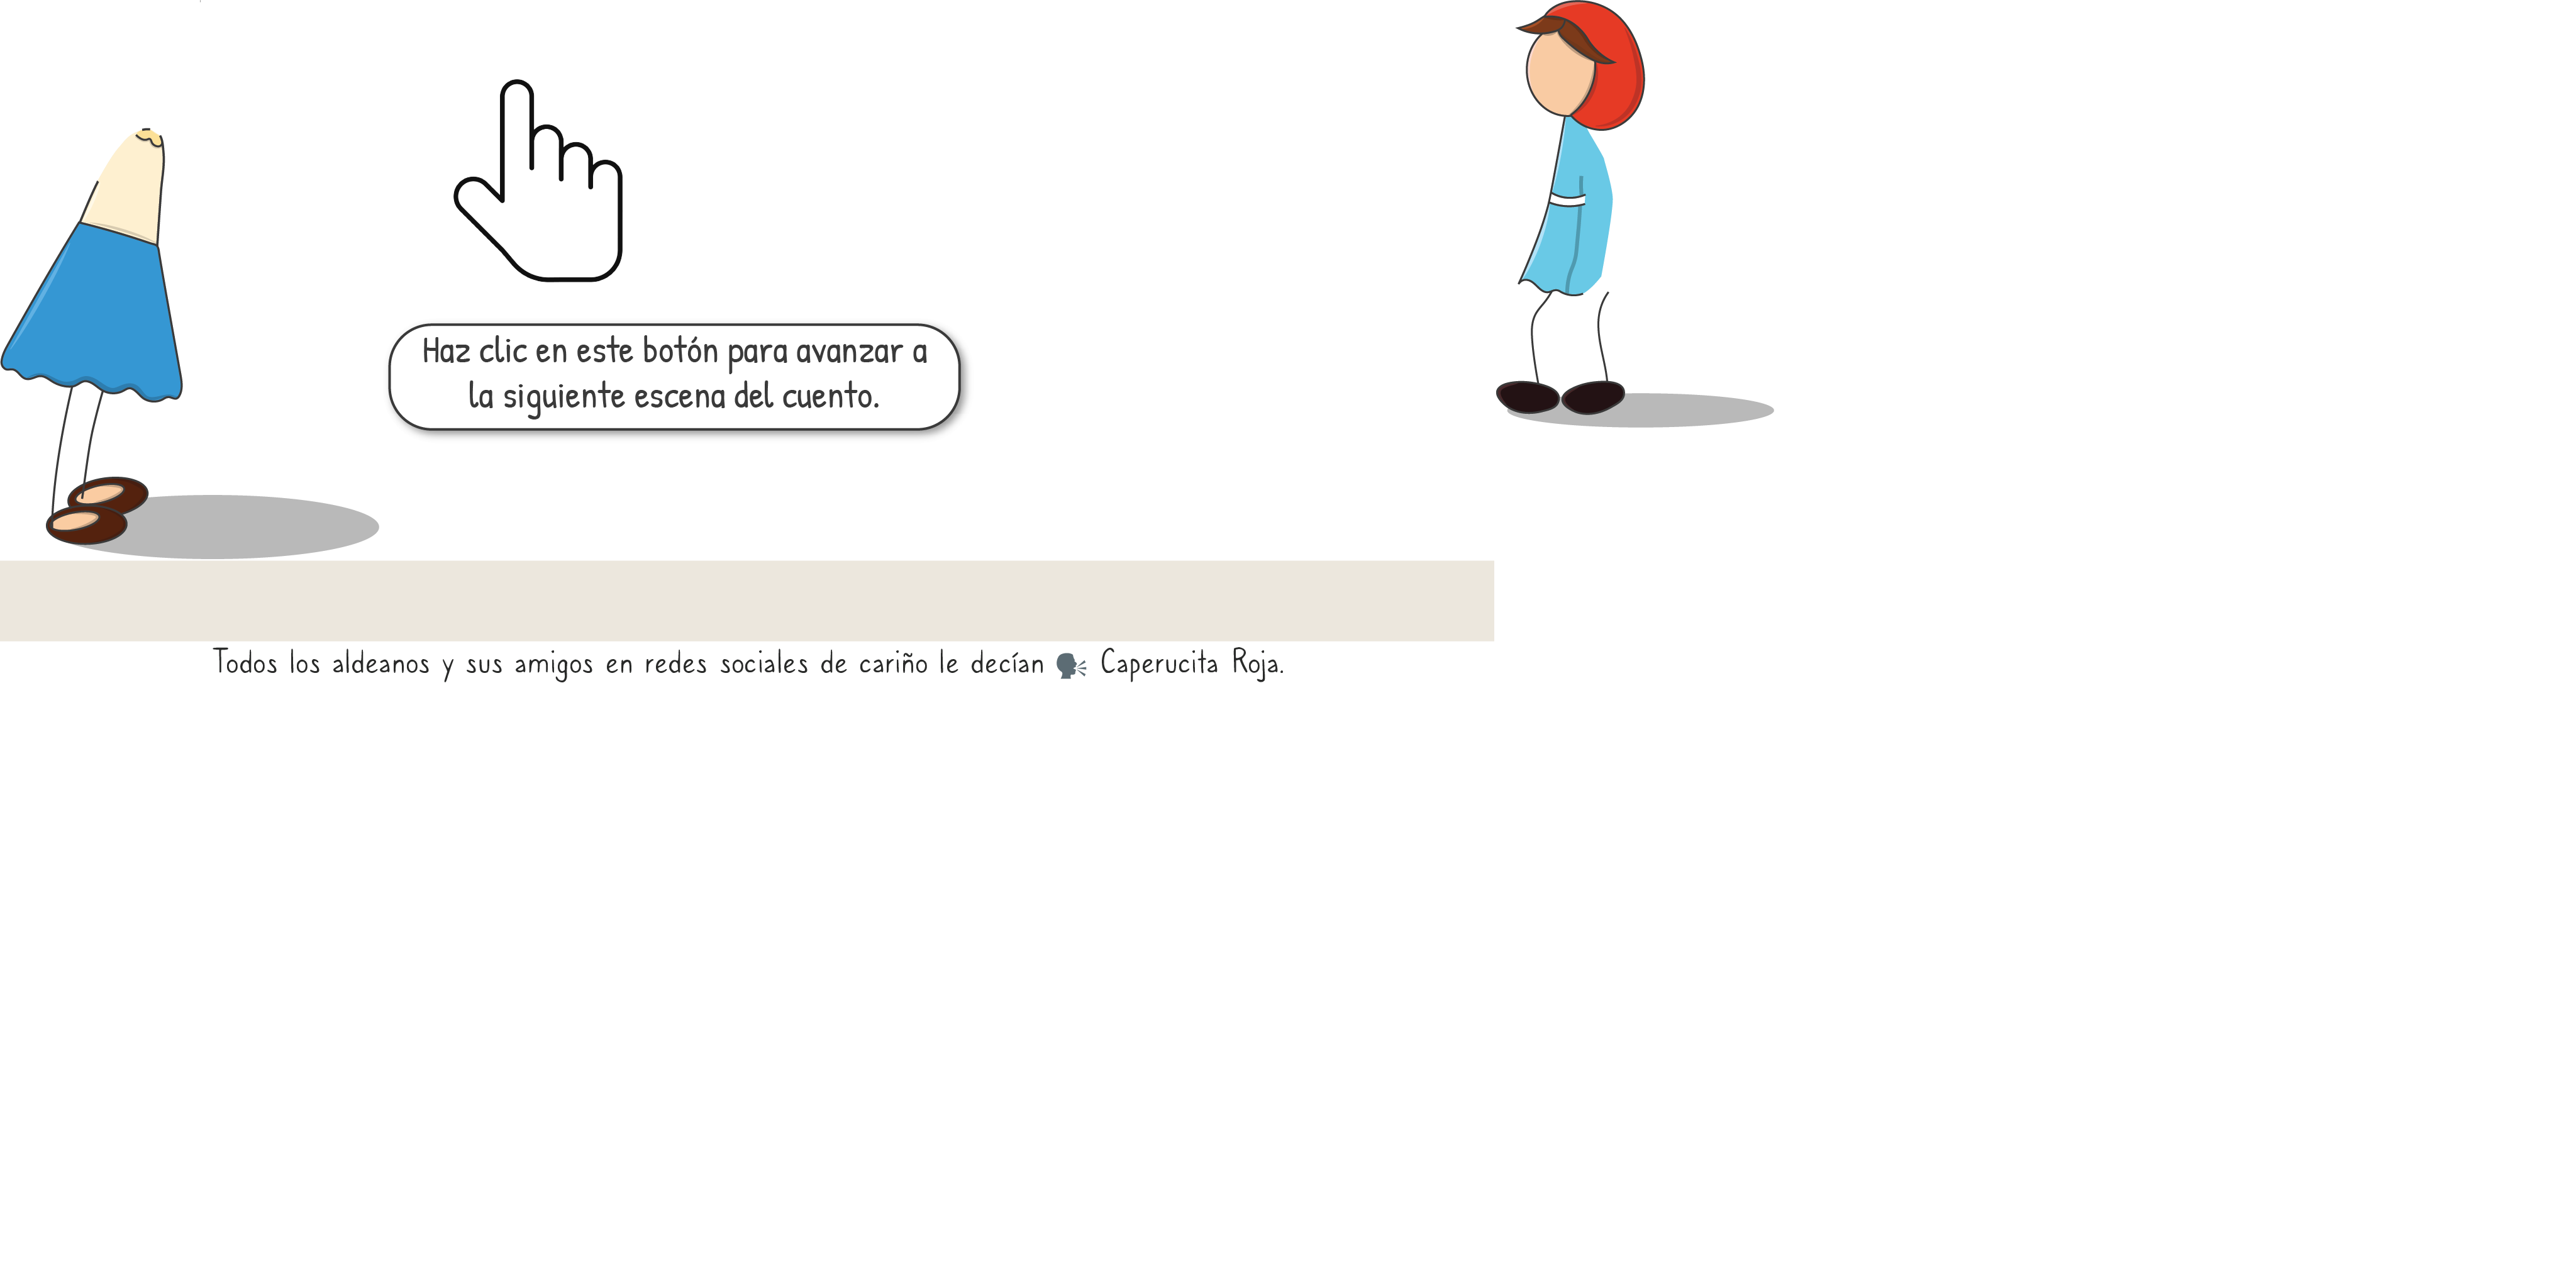 Haz clic en este botón para avanzar a
la siguiente escena del cuento.
Todos los aldeanos y sus amigos en redes sociales de cariño le decían 🗣 Caperucita Roja.